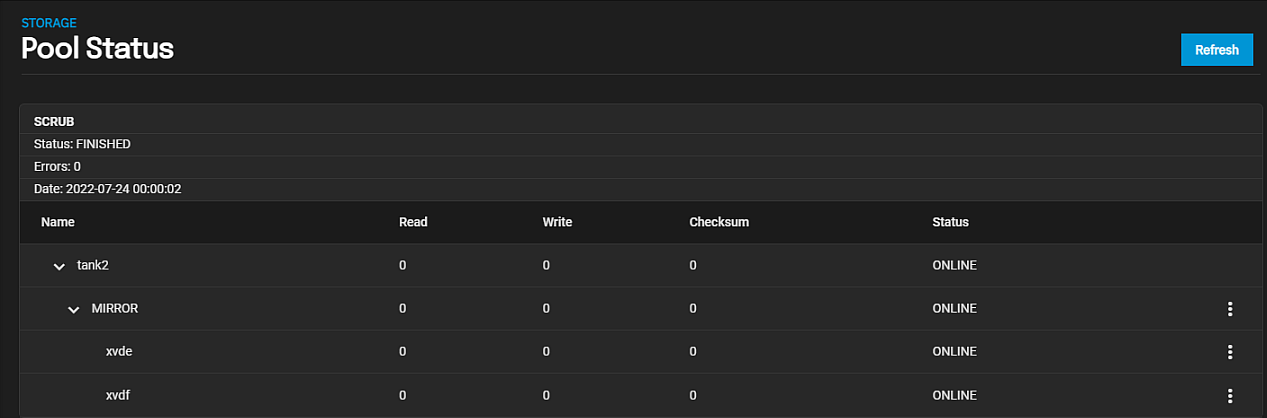 STORAGE
Pool Status
Refresh
SCRUB
Status: FINISHED
Errors: 0
Date: 2022-07-24 00:00:02
Name Read Write Checksum Status
tank2 0 0 0 ONLINE
MIRROR 0 0 0 ONLINE
xvde 0 0 0 ONLINE
xvdf 0 0 0 ONLINE